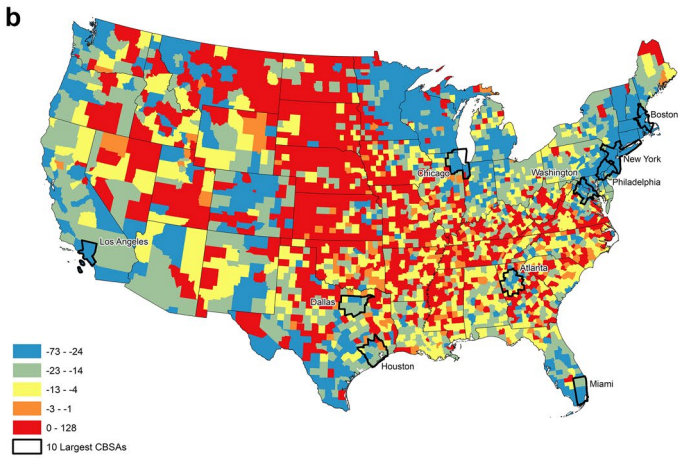 b
Boston
New York
Chicago
Washington
Philadelphia
Los Angeles
Atlanta
Dallas
Houston
Miami
-73 - -24
-23 - -14
-13 - -4
-3 - -1
0 - 128
10 Largest CBSAs